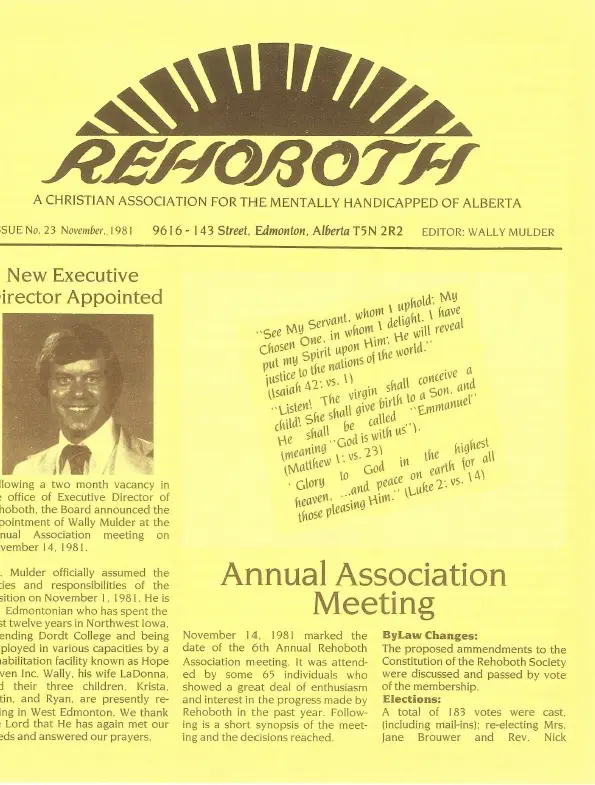 REHOBOTH
A CHRISTIAN ASSOCIATION FOR THE MENTALLY HANDICAPPED OF ALBERTA
SSUE No. 23 November, 1981 9616 - 143 Street, Edmonton, Alberta T5N 2R2 EDITOR: WALLY MULDER
New Executive
irector Appointed
llowing a two month vacancy in
e office of Executive Director of
hoboth, the Board announced the
pointment of Wally Mulder at the
nual Association meeting on
vember 14, 1981.
. Mulder officially assumed the
ties and responsibilities of the
sition on November 1, 1981. He is
Edmontonian who has spent the
st twelve years in Northwest Iowa,
ending Dordt College and being
ployed in various capacities by a
habilitation facility known as Hope
ven Inc. Wally, his wife LaDonna,
d their three children, Krista,
tin, and Ryan, are presently re-
ing in West Edmonton. We thank
e Lord that He has again met our
eds and answered our prayers.
"See My Servant, whom I uphold; My
Chosen One, in whom I delight, I have
put my Spirit upon Him; He will reveal
justice to the nations of the world."
(Isaiah 42: vs. 1)
"Listen! The virgin shall conceive a
child! She shall give birth to a Son, and
He shall be called "Emmanuel"
(meaning "God is with us").
(Matthew 1: vs. 23)
' Glory to God in the highest
heaven, ...and peace on earth for all
those pleasing Him." (Luke 2: vs. 14)
Annual Association
Meeting
November 14, 1981 marked the
date of the 6th Annual Rehoboth
Association meeting. It was attend-
ed by some 65 individuals who
showed a great deal of enthusiasm
and interest in the progress made by
Rehoboth in the past year. Follow-
ing is a short synopsis of the meet-
ing and the decisions reached.
ByLaw Changes:
The proposed ammendments to the
Constitution of the Rehoboth Society
were discussed and passed by vote
of the membership.
Elections:
A total of 183 votes were cast,
(including mail-ins); re-electing Mrs.
Jane Brouwer and Rev. Nick